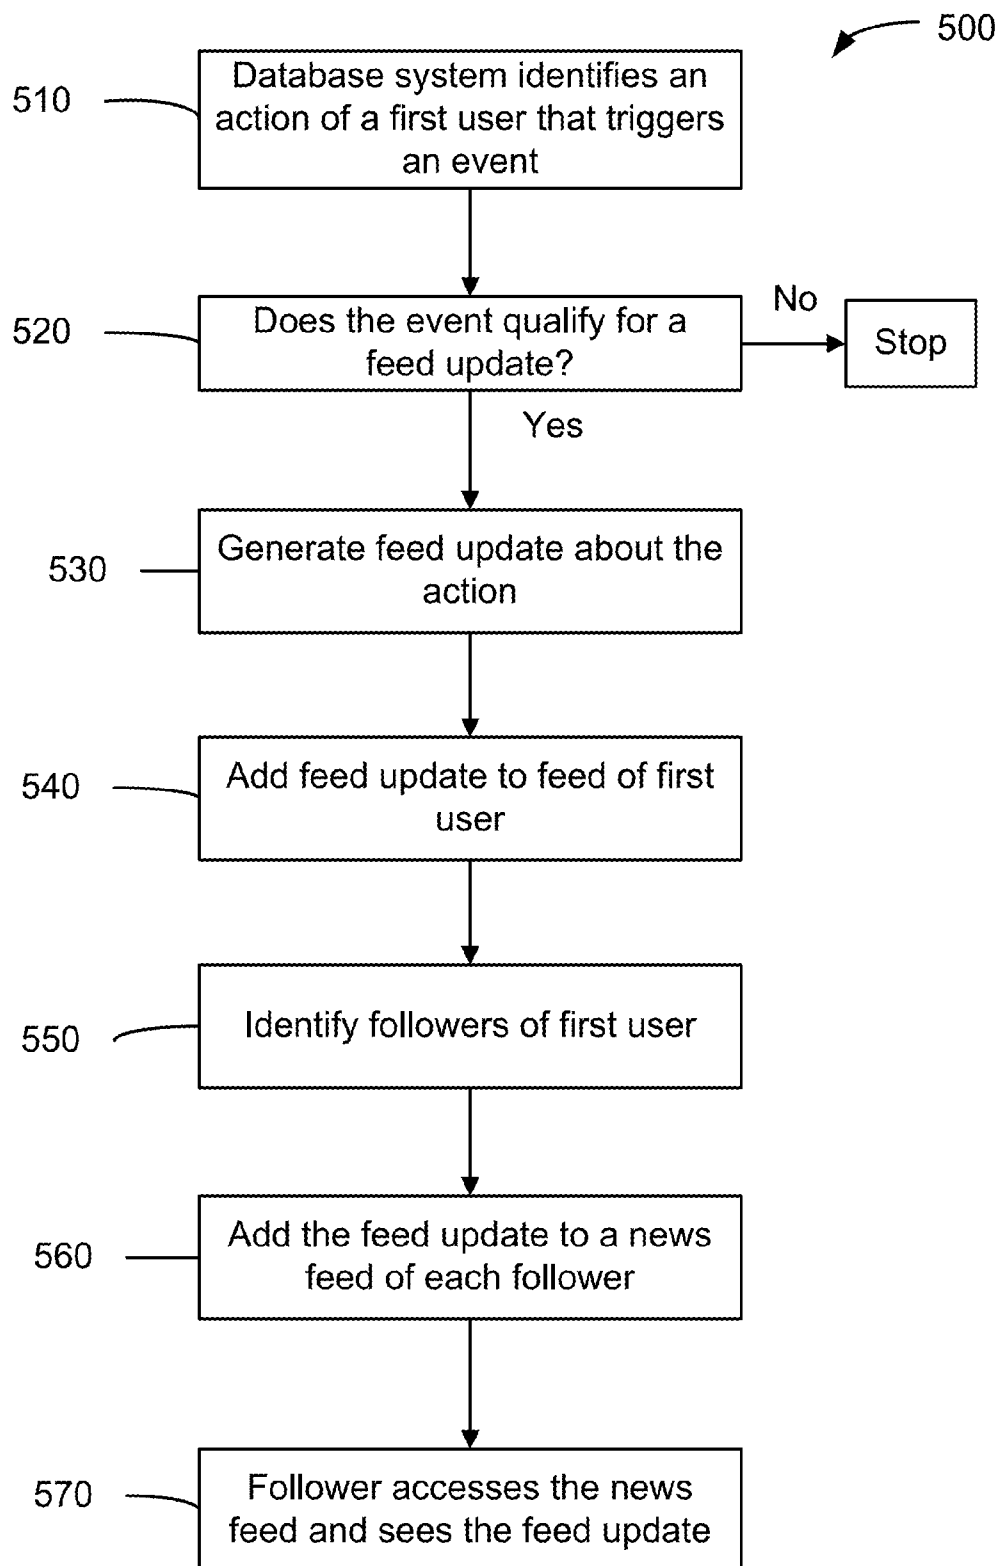 500
510
Database system identifies an
action of a first user that triggers
an event
520
Does the event qualify for a
feed update?
No
Stop
Yes
530
Generate feed update about the
action
540
Add feed update to feed of first
user
550
Identify followers of first user
560
Add the feed update to a news
feed of each follower
570
Follower accesses the news
feed and sees the feed update